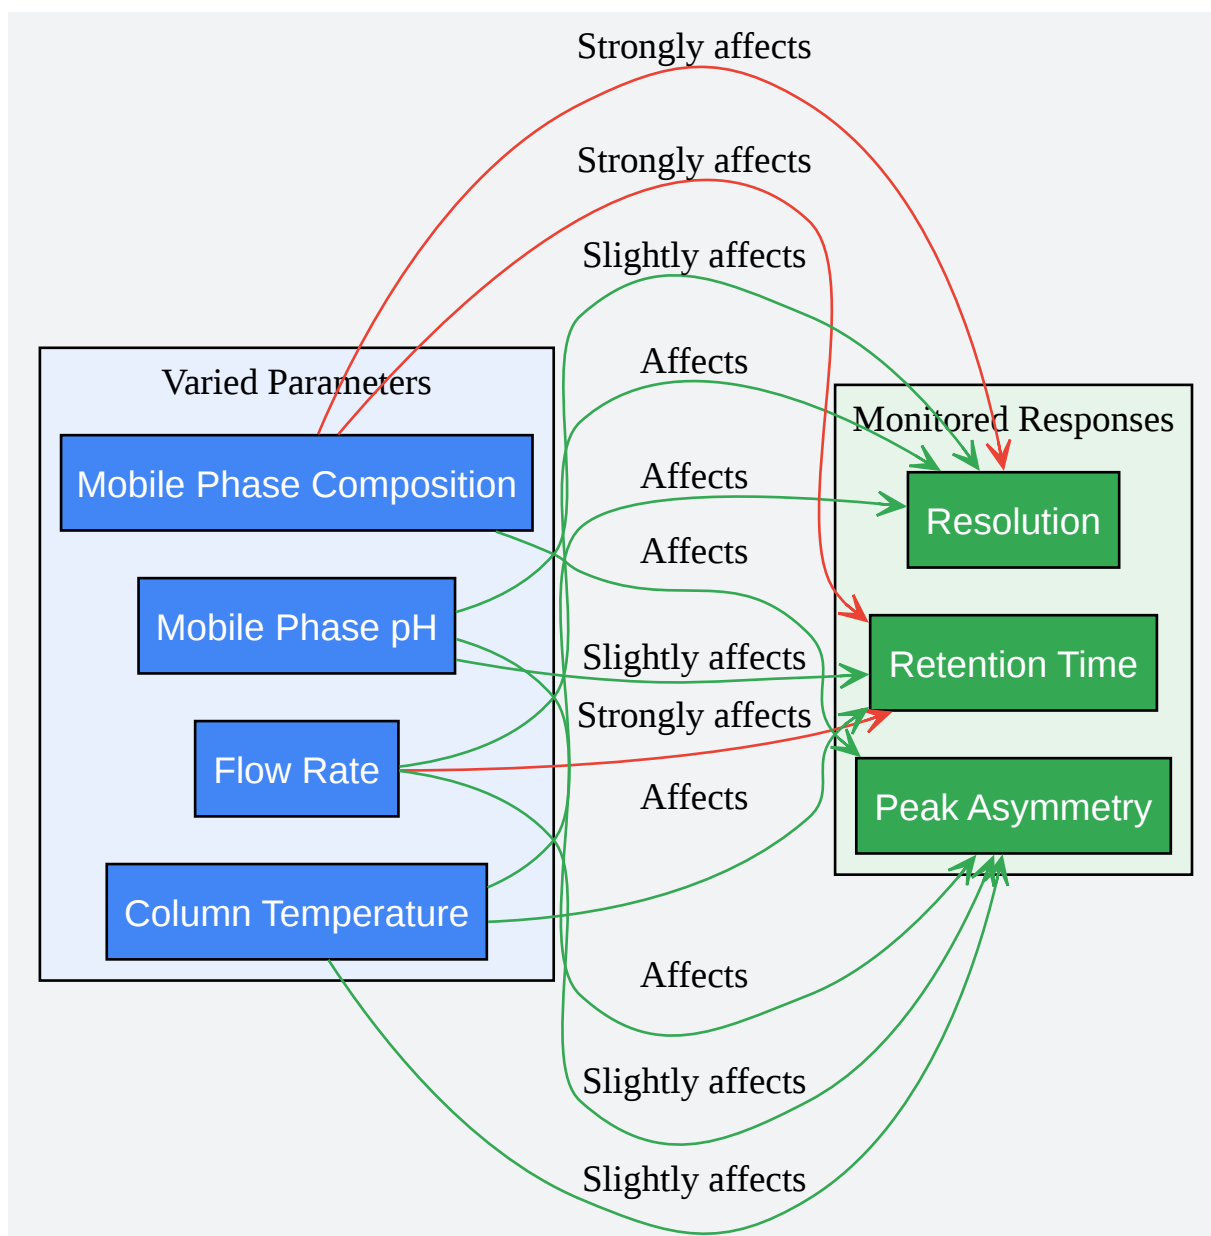 Strongly affects
Strongly affects
Slightly affects
Affects
Varied Parameters
Monitored Responses
Mobile Phase Composition
Affects
Resolution
Affects
Mobile Phase pH
Slightly affects
Retention Time
Strongly affects
Flow Rate
Affects
Peak Asymmetry
Column Temperature
Affects
Slightly affects
Slightly affects